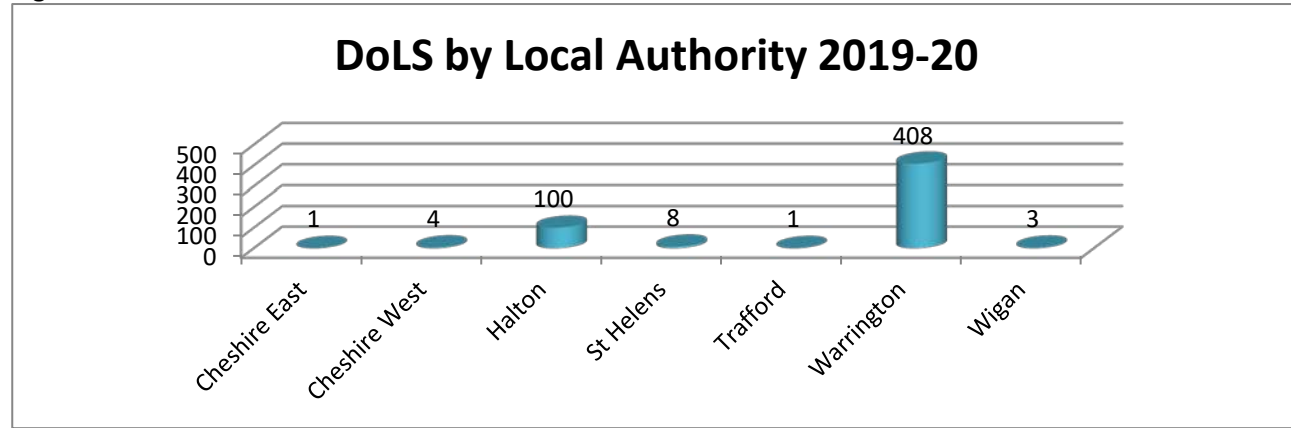 DoLS by Local Authority 2019-20
500
400
300
200
100
0
1
4
100
8
1
408
3
Cheshire East
Cheshire West
Halton
St Helens
Trafford
Warrington
Wigan